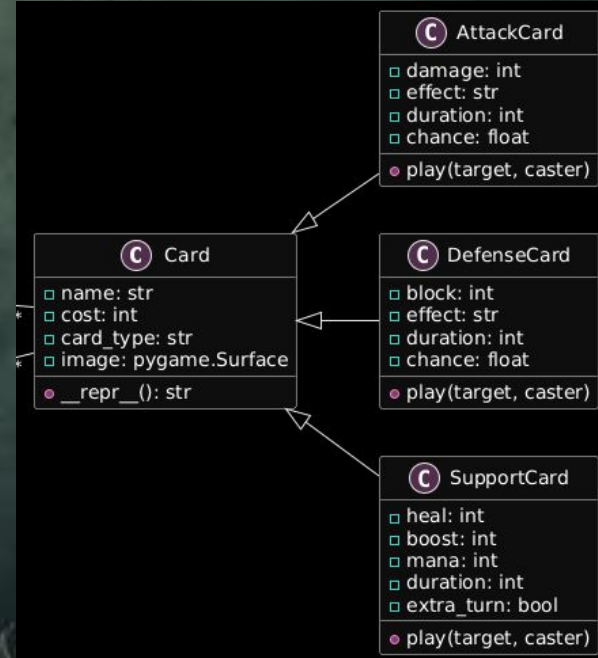 C AttackCard
damage: int
effect: str
duration: int
chance: float
play(target, caster)
C Card
name: str
cost: int
card_type: str
image: pygame.Surface
__repr__(): str
*
*
C DefenseCard
block: int
effect: str
duration: int
chance: float
play(target, caster)
C SupportCard
heal: int
boost: int
mana: int
duration: int
extra_turn: bool
play(target, caster)